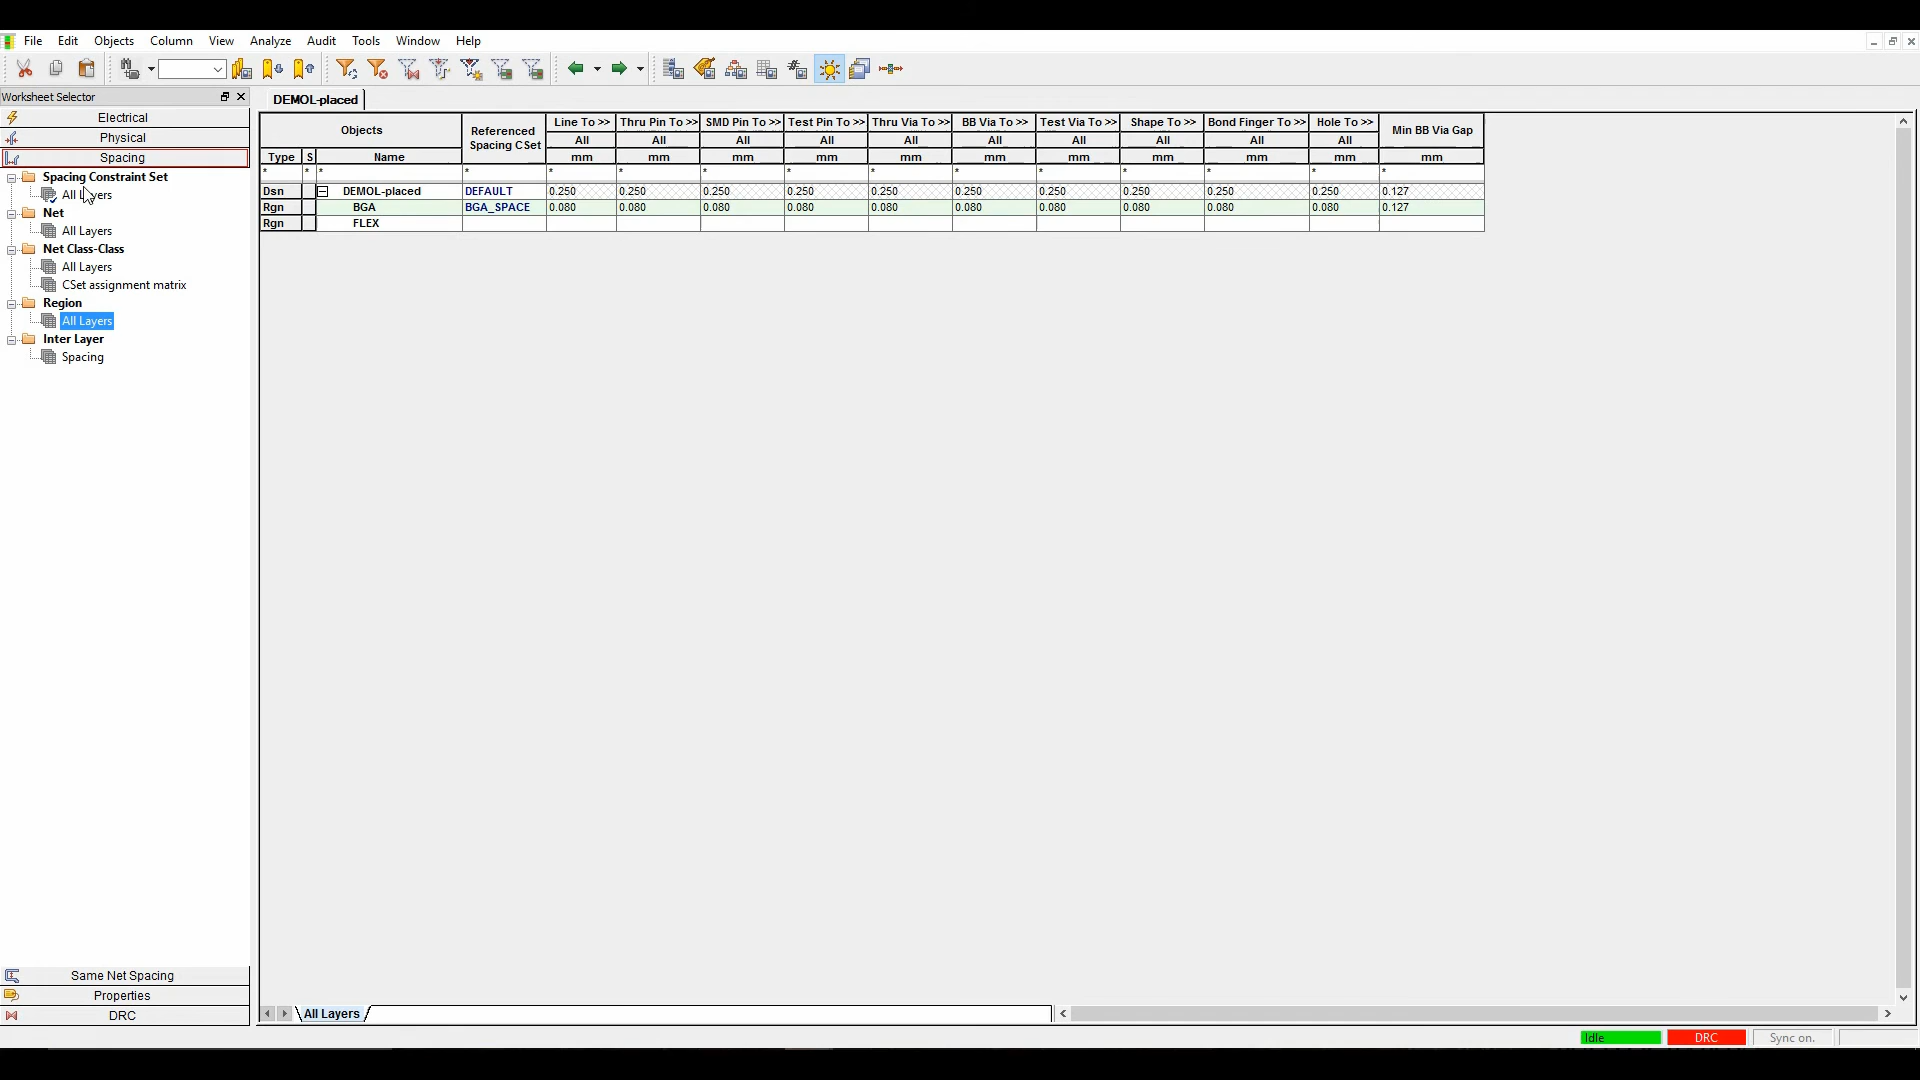 File Edit Objects Column View Analyze Audit Tools Window Help
Worksheet Selector
Electrical
Physical
Spacing
Spacing Constraint Set
All Layers
Net
All Layers
Net Class-Class
All Layers
CSet assignment matrix
Region
All Layers
Inter Layer
Spacing
Same Net Spacing
Properties
DRC
DEMOL-placed
Objects Referenced Spacing CSet Line To >> Thru Pin To >> SMD Pin To >> Test Pin To >> Thru Via To >> BB Via To >> Test Via To >> Shape To >> Bond Finger To >> Hole To >> Min BB Via Gap
All All All All All All All All All All
Type S Name mm mm mm mm mm mm mm mm mm mm mm
* * * * * * * * * * * * * * *
Dsn DEMOL-placed DEFAULT 0.250 0.250 0.250 0.250 0.250 0.250 0.250 0.250 0.250 0.250 0.127
Rgn BGA BGA_SPACE 0.080 0.080 0.080 0.080 0.080 0.080 0.080 0.080 0.080 0.080 0.127
Rgn FLEX
All Layers
Idle DRC Sync on.